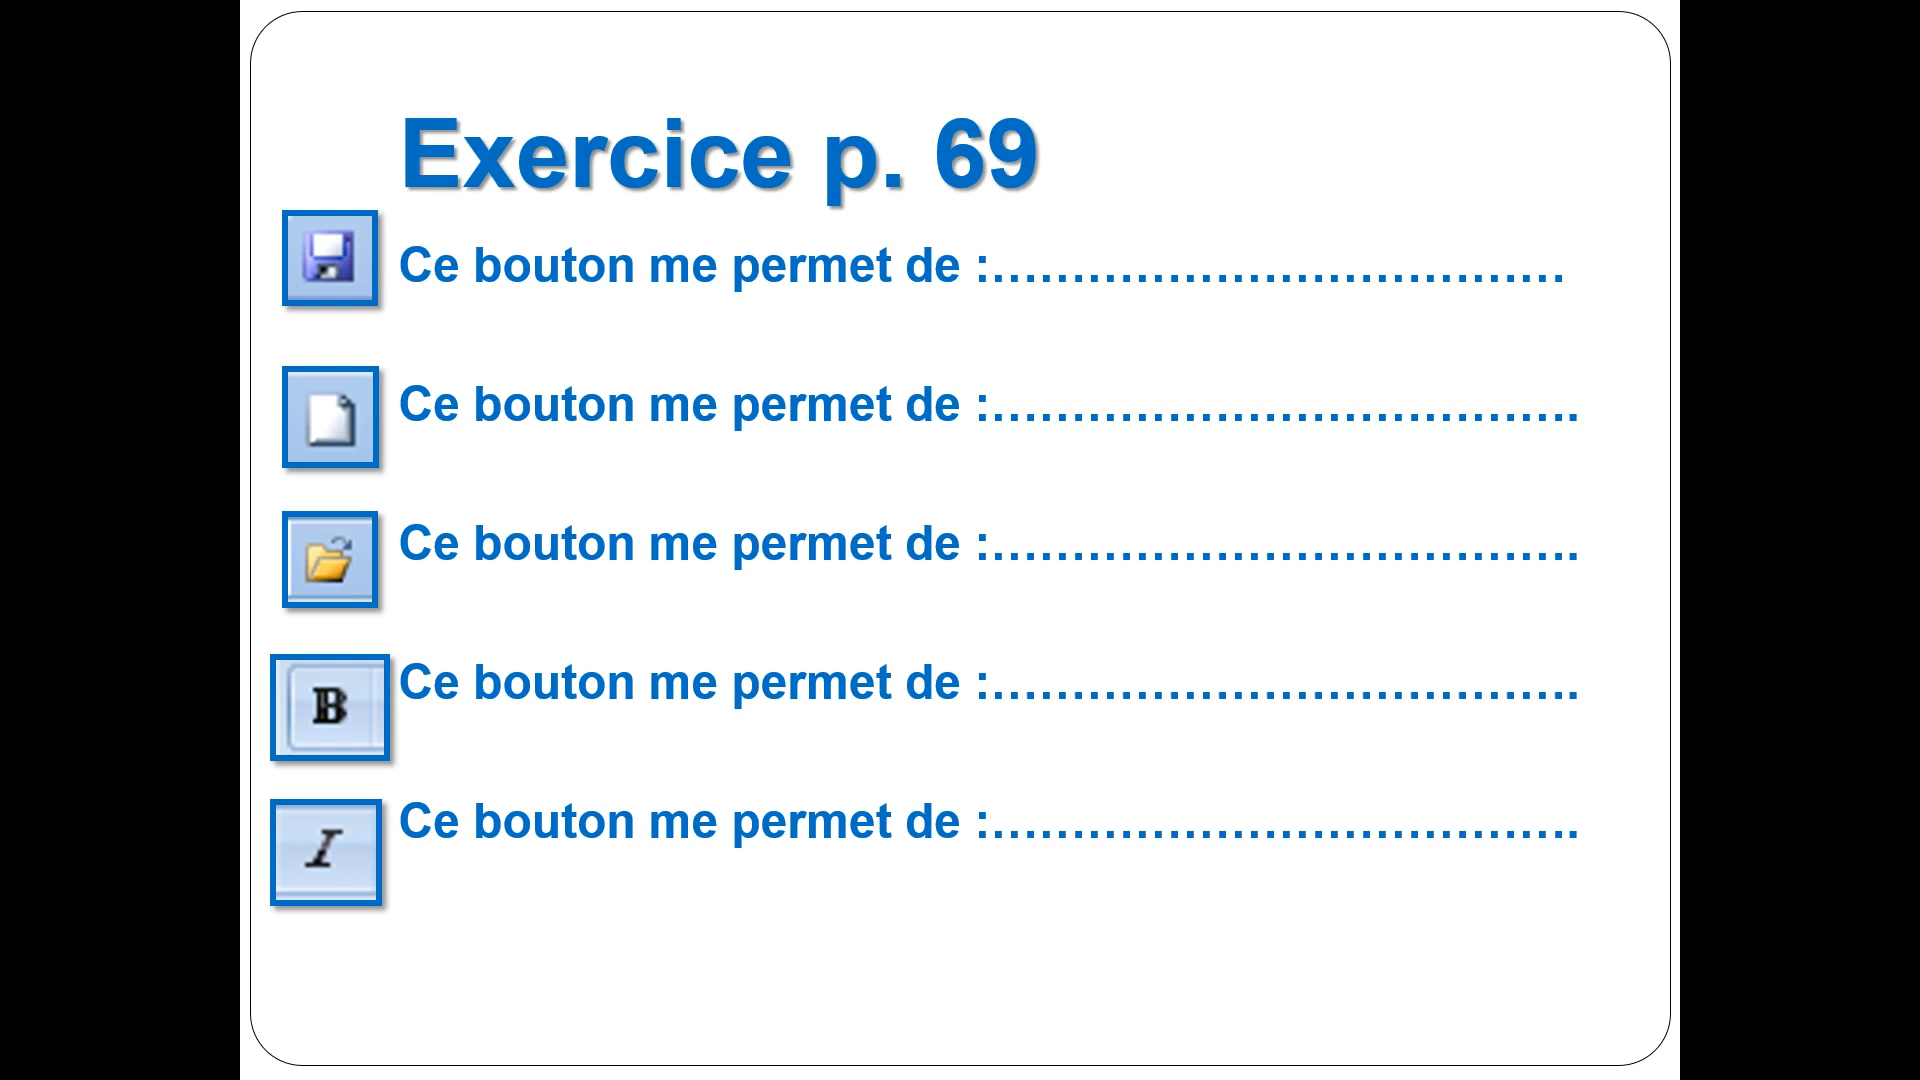 Exercice p. 69
Ce bouton me permet de :………………………………
Ce bouton me permet de :……………………………….
Ce bouton me permet de :……………………………….
B
Ce bouton me permet de :……………………………….
I
Ce bouton me permet de :……………………………….